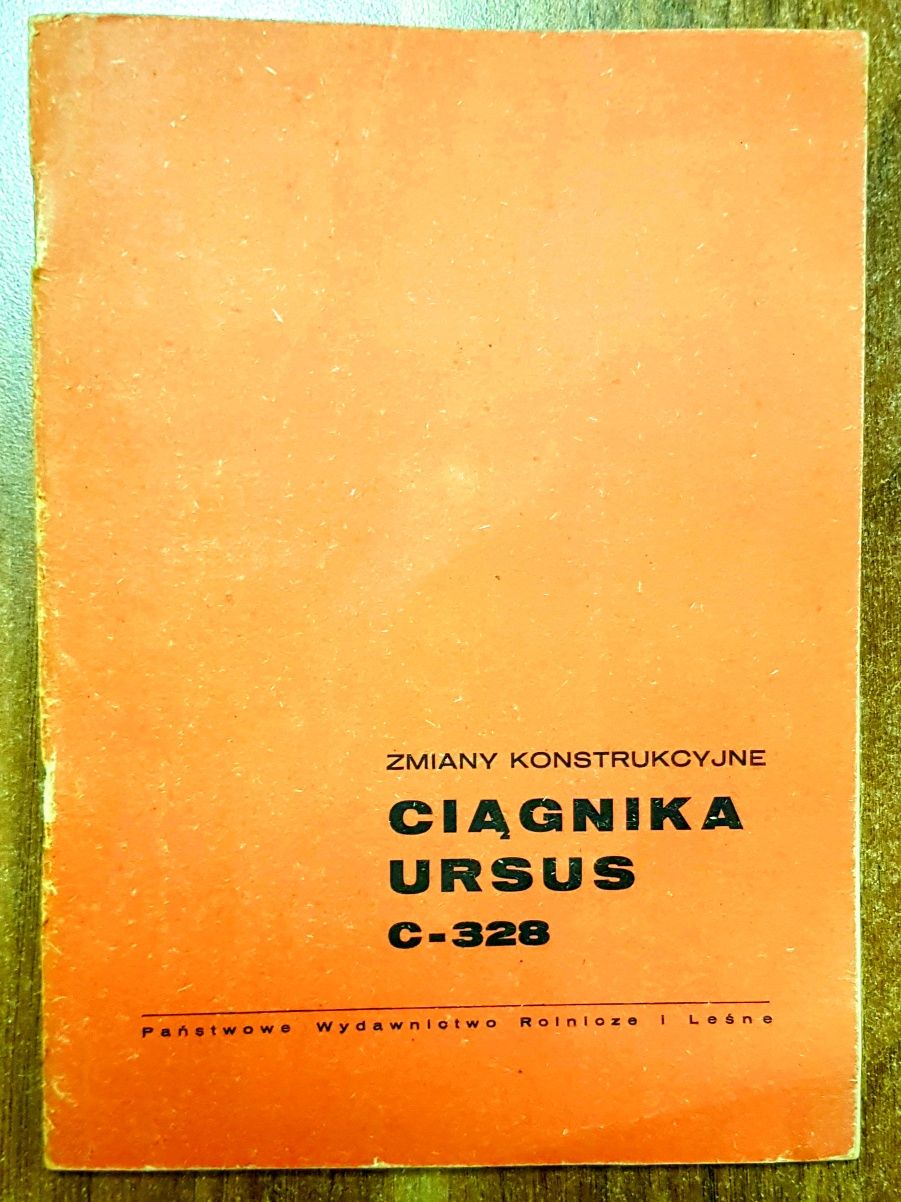 ZMIANY KONSTRUKCYJNE
CIĄGNIKA
URSUS
C-328
Państwowe Wydawnictwo Rolnicze i Leśne